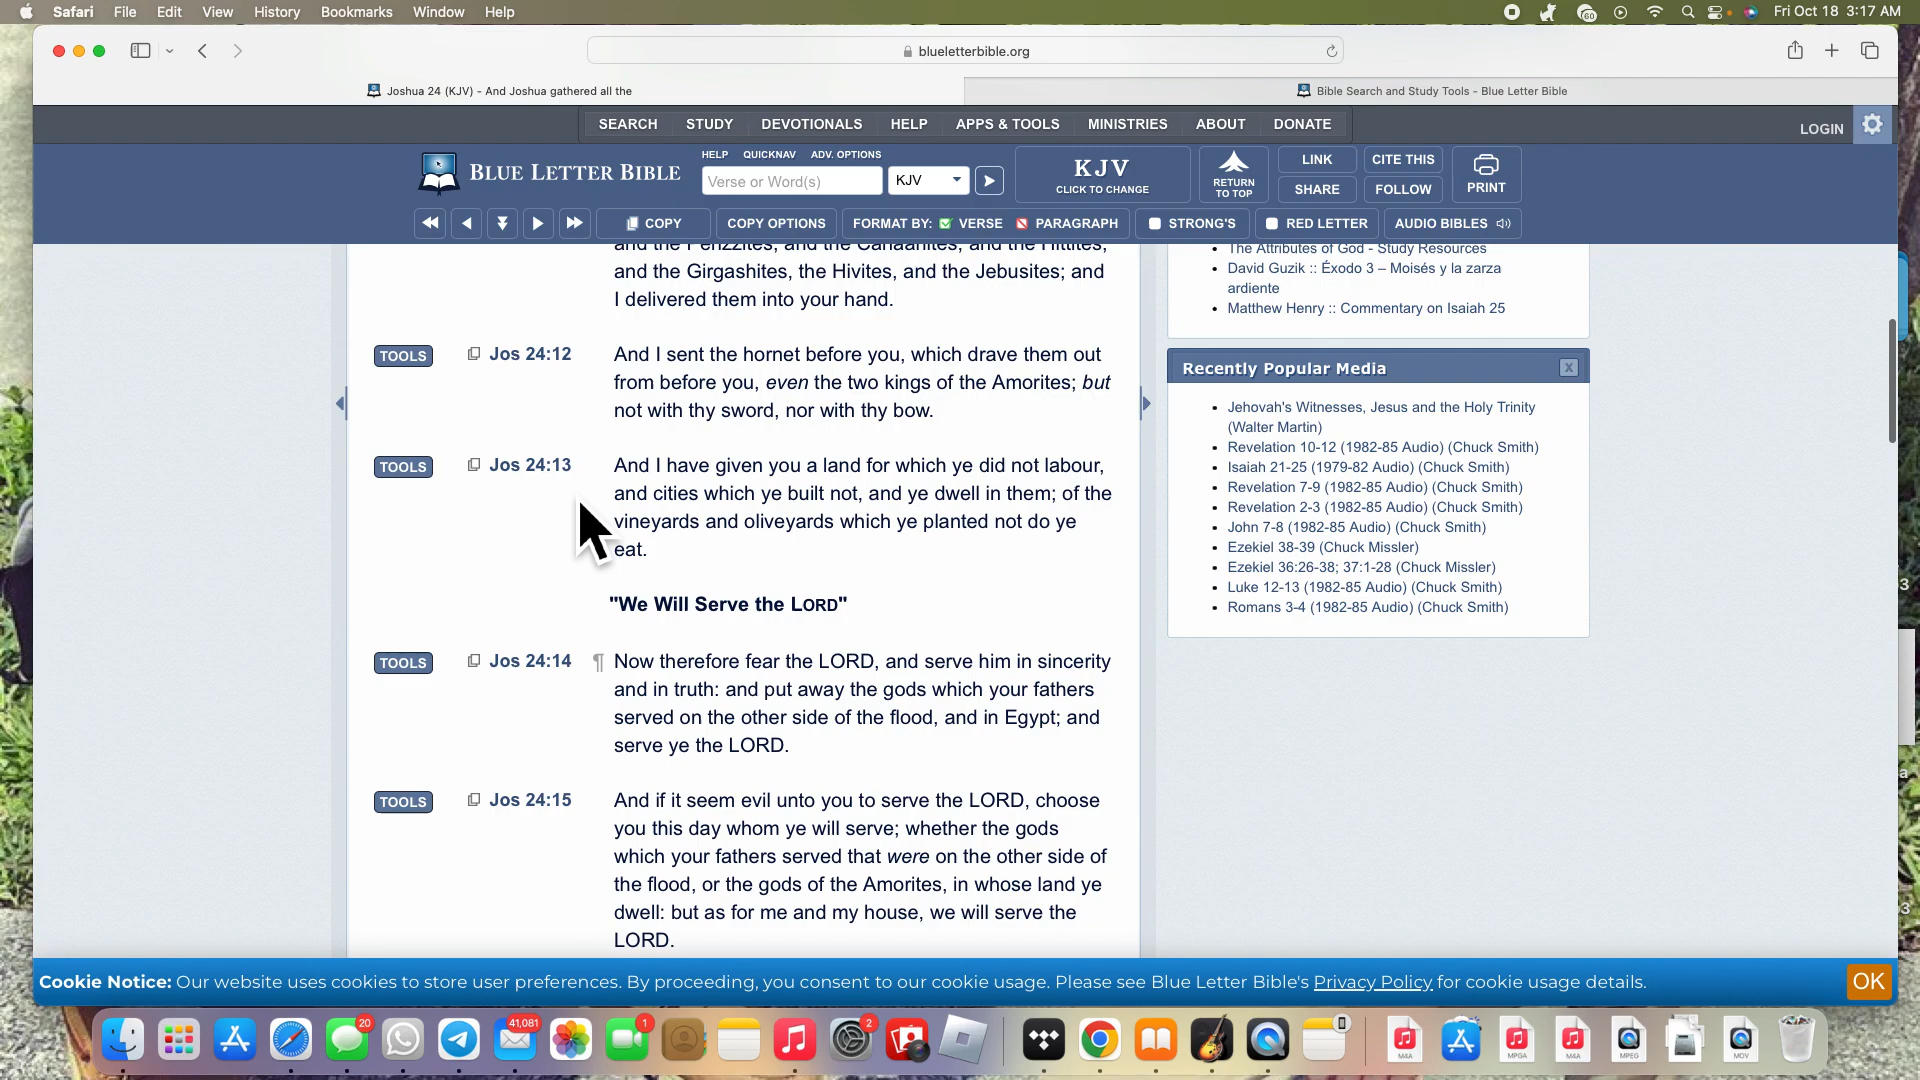 Safari File Edit View History Bookmarks Window Help
60
Fri Oct 18 3:17 AM
blueletterbible.org
Joshua 24 (KJV) - And Joshua gathered all the
Bible Search and Study Tools - Blue Letter Bible
SEARCH STUDY DEVOTIONALS HELP APPS & TOOLS MINISTRIES ABOUT DONATE
LOGIN
BLUE LETTER BIBLE
HELP QUICKNAV ADV. OPTIONS
Verse or Word(s)
KJV
KJV
CLICK TO CHANGE
RETURN
TO TOP
LINK
CITE THIS
SHARE
FOLLOW
PRINT
COPY
COPY OPTIONS
FORMAT BY: VERSE PARAGRAPH
STRONG'S
RED LETTER
AUDIO BIBLES
and the Perizzites, and the Canaanites, and the Hittites,
and the Girgashites, the Hivites, and the Jebusites; and
I delivered them into your hand.
TOOLS
Jos 24:12
And I sent the hornet before you, which drave them out
from before you, even the two kings of the Amorites; but
not with thy sword, nor with thy bow.
TOOLS
Jos 24:13
And I have given you a land for which ye did not labour,
and cities which ye built not, and ye dwell in them; of the
vineyards and oliveyards which ye planted not do ye
eat.
"We Will Serve the LORD"
TOOLS
Jos 24:14
¶ Now therefore fear the LORD, and serve him in sincerity
and in truth: and put away the gods which your fathers
served on the other side of the flood, and in Egypt; and
serve ye the LORD.
TOOLS
Jos 24:15
And if it seem evil unto you to serve the LORD, choose
you this day whom ye will serve; whether the gods
which your fathers served that were on the other side of
the flood, or the gods of the Amorites, in whose land ye
dwell: but as for me and my house, we will serve the
LORD.
The Attributes of God - Study Resources
David Guzik :: Éxodo 3 – Moisés y la zarza
ardiente
Matthew Henry :: Commentary on Isaiah 25
Recently Popular Media
X
Jehovah's Witnesses, Jesus and the Holy Trinity
(Walter Martin)
Revelation 10-12 (1982-85 Audio) (Chuck Smith)
Isaiah 21-25 (1979-82 Audio) (Chuck Smith)
Revelation 7-9 (1982-85 Audio) (Chuck Smith)
Revelation 2-3 (1982-85 Audio) (Chuck Smith)
John 7-8 (1982-85 Audio) (Chuck Smith)
Ezekiel 38-39 (Chuck Missler)
Ezekiel 36:26-38; 37:1-28 (Chuck Missler)
Luke 12-13 (1982-85 Audio) (Chuck Smith)
Romans 3-4 (1982-85 Audio) (Chuck Smith)
Cookie Notice: Our website uses cookies to store user preferences. By proceeding, you consent to our cookie usage. Please see Blue Letter Bible's Privacy Policy for cookie usage details.
OK
20
41,081
1
2
M4A
MPGA
M4A
MPEG
MOV